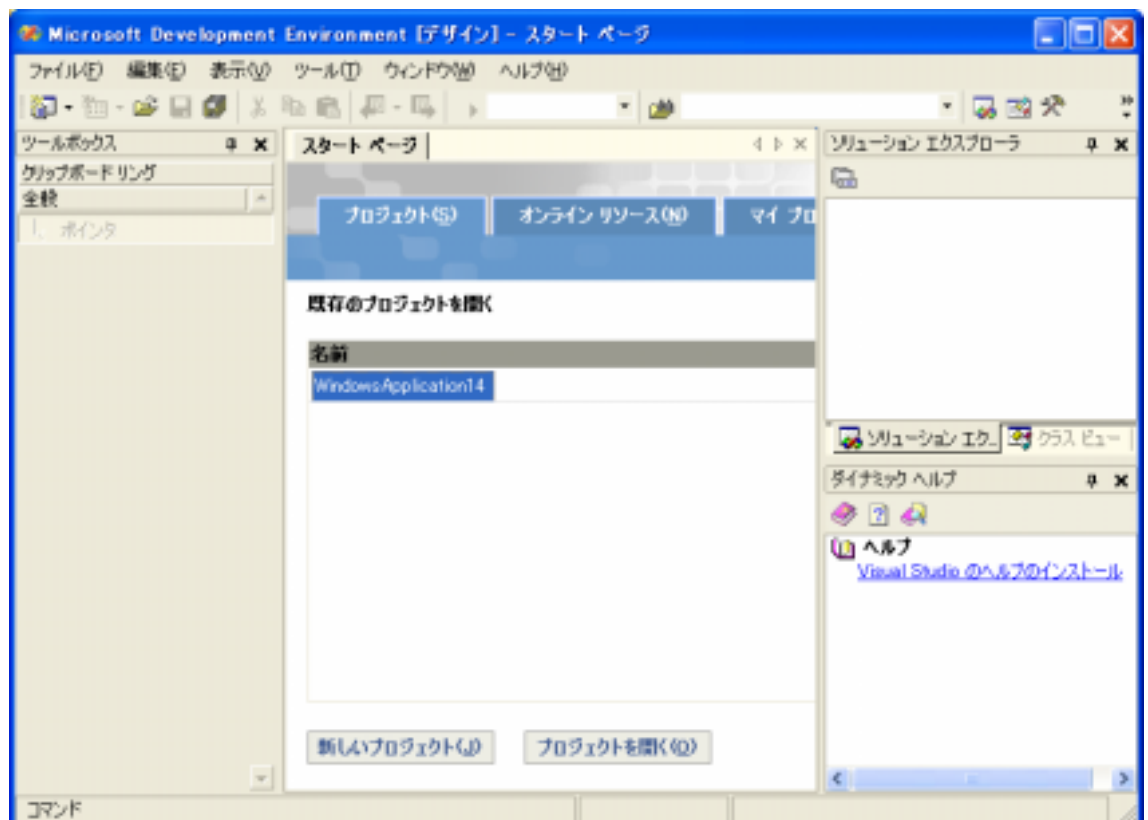 Microsoft Development Environment [デザイン] - スタート ページ
ファイル(F) 編集(E) 表示(V) ツール(T) ウィンドウ(W) ヘルプ(H)
ツールボックス
クリップボード リング
全般
ポインタ
スタート ページ
プロジェクト(S) オンライン リソース(N) マイ プロ
既存のプロジェクトを開く
名前
WindowsApplication14
新しいプロジェクト(J) プロジェクトを開く(O)
ソリューション エクスプローラ
ソリューション エク... クラス ビュー
ダイナミック ヘルプ
ヘルプ
Visual Studio のヘルプのインストール
コマンド